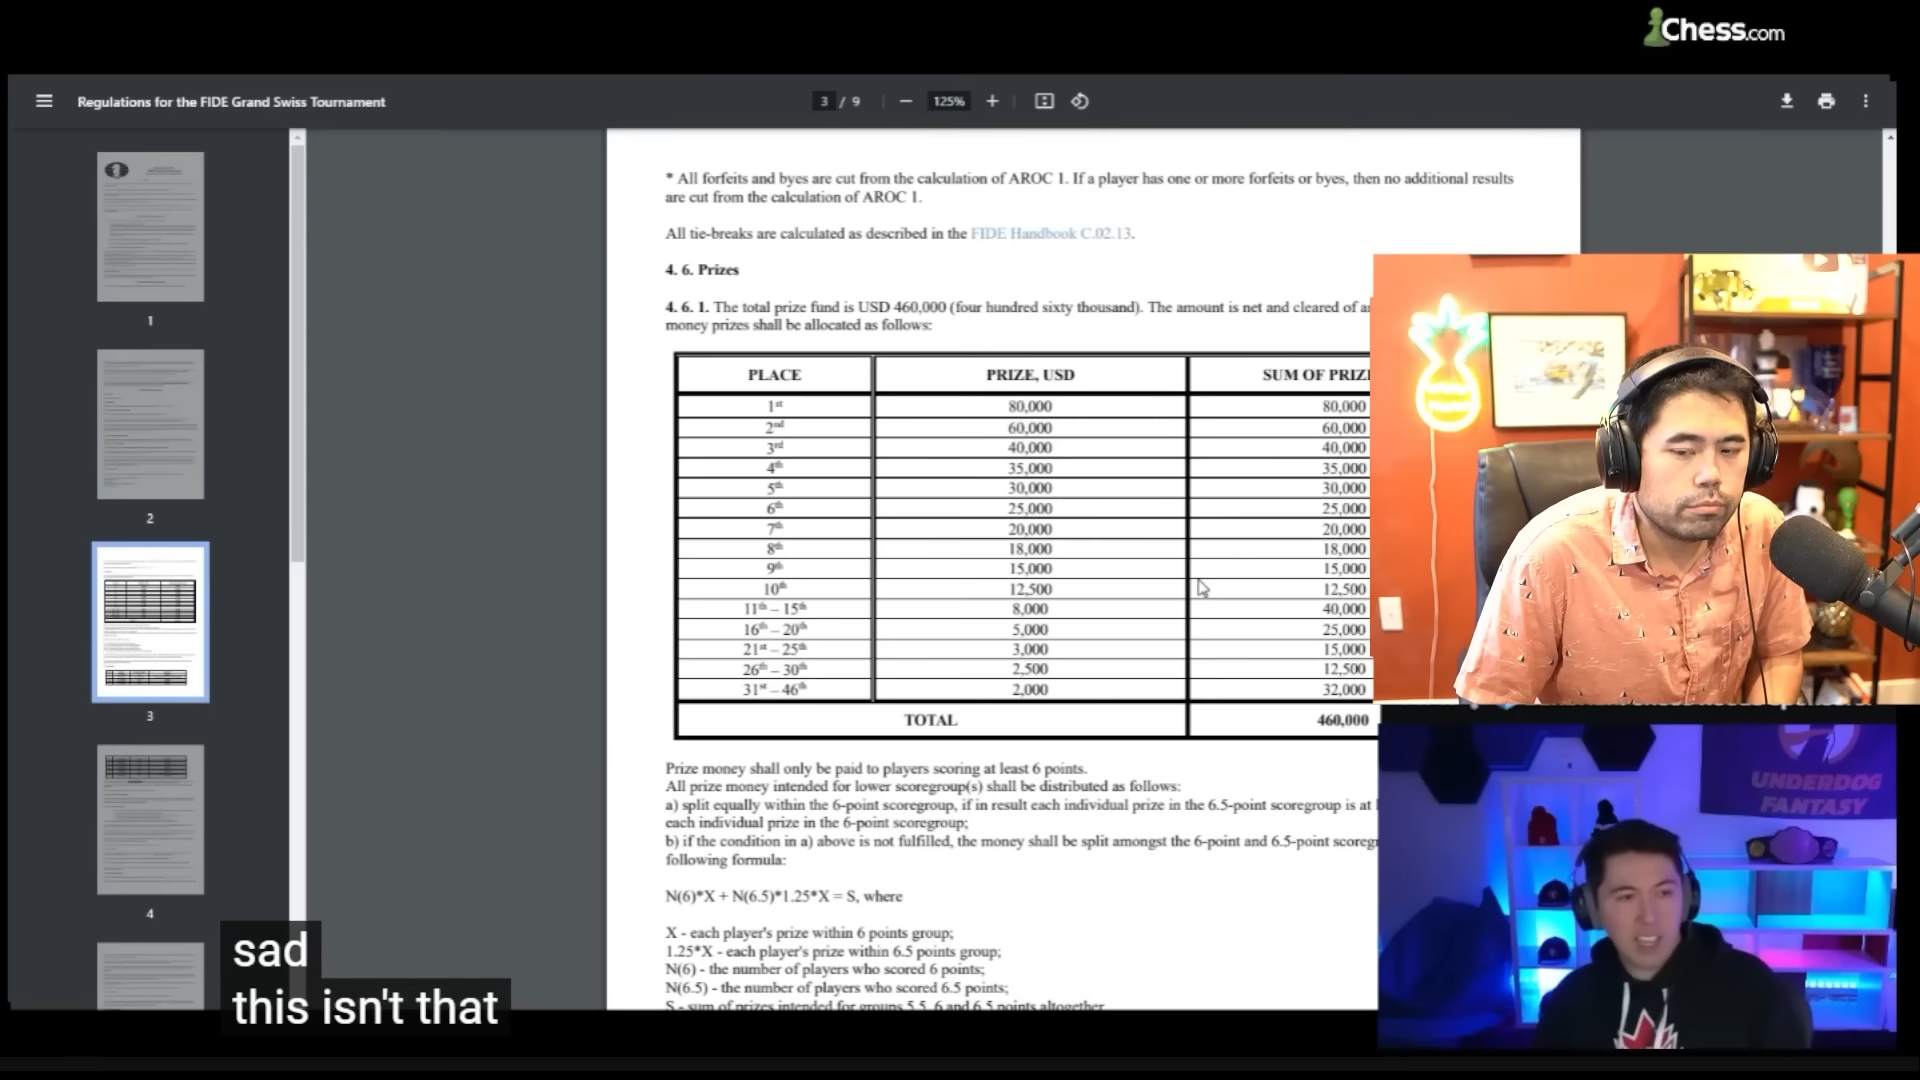 Chess.com
Regulations for the FIDE Grand Swiss Tournament
3 / 9
125%
* All forfeits and byes are cut from the calculation of AROC 1. If a player has one or more forfeits or byes, then no additional results
are cut from the calculation of AROC 1.
All tie-breaks are calculated as described in the FIDE Handbook C.02.13.
4. 6. Prizes
4. 6. 1. The total prize fund is USD 460,000 (four hundred sixty thousand). The amount is net and cleared of
money prizes shall be allocated as follows:
PLACE PRIZE, USD SUM OF
1st 80,000 80,000
2nd 60,000 60,000
3rd 40,000 40,000
4th 35,000 35,000
5th 30,000 30,000
6th 25,000 25,000
7th 20,000 20,000
8th 18,000 18,000
9th 15,000 15,000
10th 12,500 12,500
11th – 15th 8,000 40,000
16th – 20th 5,000 25,000
21st – 25th 3,000 15,000
26th – 30th 2,500 12,500
31st – 46th 2,000 32,000
TOTAL 460,000
Prize money shall only be paid to players scoring at least 6 points.
All prize money intended for lower scoregroup(s) shall be distributed as follows:
a) split equally within the 6-point scoregroup, if in result each individual prize in the 6.5-point scoregroup is at
each individual prize in the 6-point scoregroup;
b) if the condition in a) above is not fulfilled, the money shall be split amongst the 6-point and 6.5-point
following formula:
N(6)*X + N(6.5)*1.25*X = S, where
X - each player's prize within 6 points group;
1.25*X - each player's prize within 6.5 points group;
N(6) - the number of players who scored 6 points;
N(6.5) - the number of players who scored 6.5 points;
S - sum of prizes intended for groups 5.5, 6 and 6.5 points altogether
1
2
3
4
UNDERDOG
FANTASY
sad
this isn't that